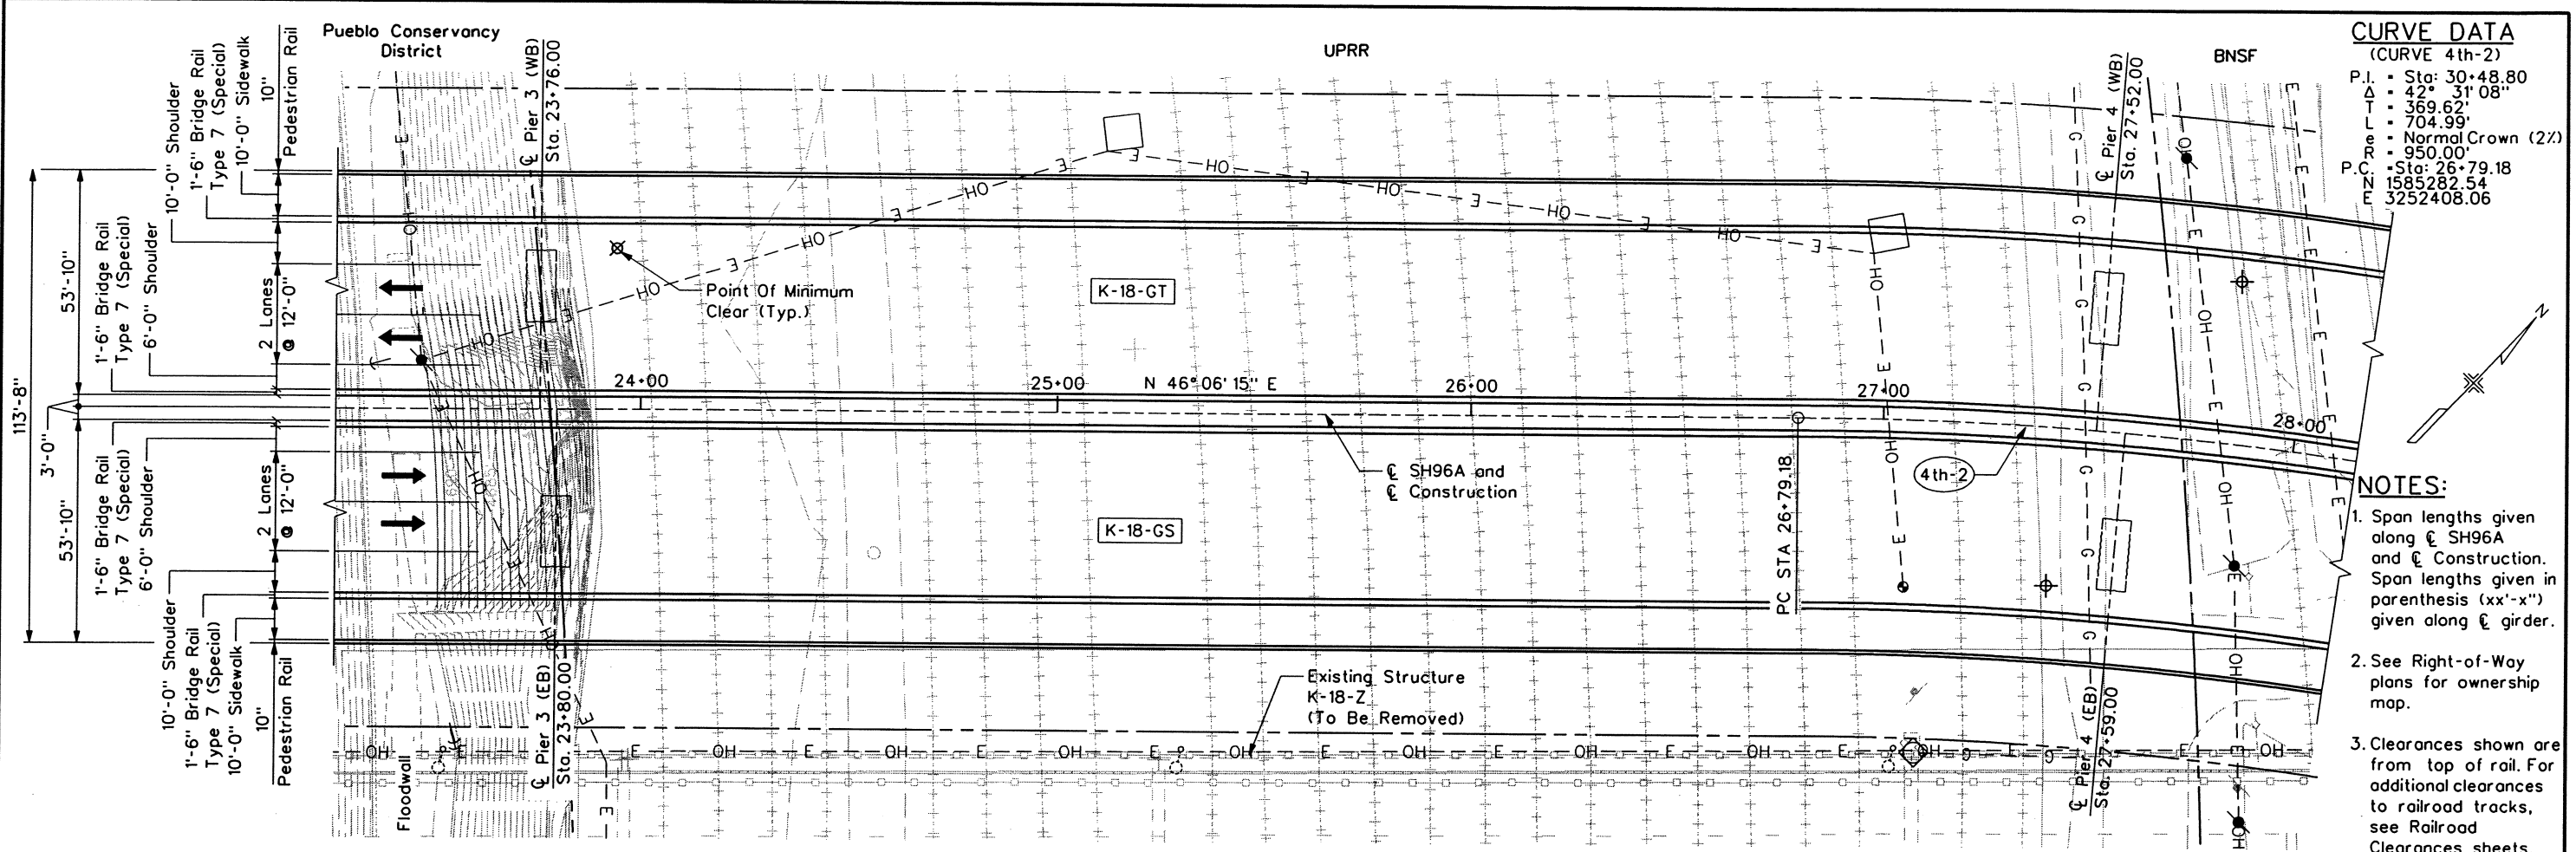 Pueblo Conservancy
District
UPRR
BNSF
CURVE DATA
(CURVE 4th-2)
P.I. = Sta: 30+48.80
Δ = 42° 31' 08"
T = 369.62'
L = 704.99'
e = Normal Crown (2%)
R = 950.00'
P.C. = Sta: 26+79.18
N 1585282.54
E 3252408.06
10'-0" Shoulder
1'-6" Bridge Rail
Type 7 (Special)
10'-0" Sidewalk
10"
Pedestrian Rail
℄ Pier 3 (WB)
Sta. 23+76.00
℄ Pier 4 (WB)
Sta. 27+52.00
113'-8"
53'-10"
3'-0"
53'-10"
1'-6" Bridge Rail
Type 7 (Special)
6'-0" Shoulder
2 Lanes
@ 12'-0"
Point Of Minimum
Clear (Typ.)
K-18-GT
24+00
25+00
N 46° 06' 15" E
26+00
27+00
28+00
N
1'-6" Bridge Rail
Type 7 (Special)
6'-0" Shoulder
2 Lanes
@ 12'-0"
℄ SH96A and
℄ Construction
4th-2
PC STA 26+79.18
K-18-GS
10'-0" Shoulder
1'-6" Bridge Rail
Type 7 (Special)
10'-0" Sidewalk
10"
Pedestrian Rail
Floodwall
℄ Pier 3 (EB)
Sta. 23+80.00
Existing Structure
K-18-Z
(To Be Removed)
℄ Pier 4 (EB)
Sta. 27+59.00
NOTES:
1. Span lengths given
along ℄ SH96A
and ℄ Construction.
Span lengths given in
parenthesis (xx'-x")
given along ℄ girder.
2. See Right-of-Way
plans for ownership
map.
3. Clearances shown are
from top of rail. For
additional clearances
to railroad tracks,
see Railroad
Clearances sheets